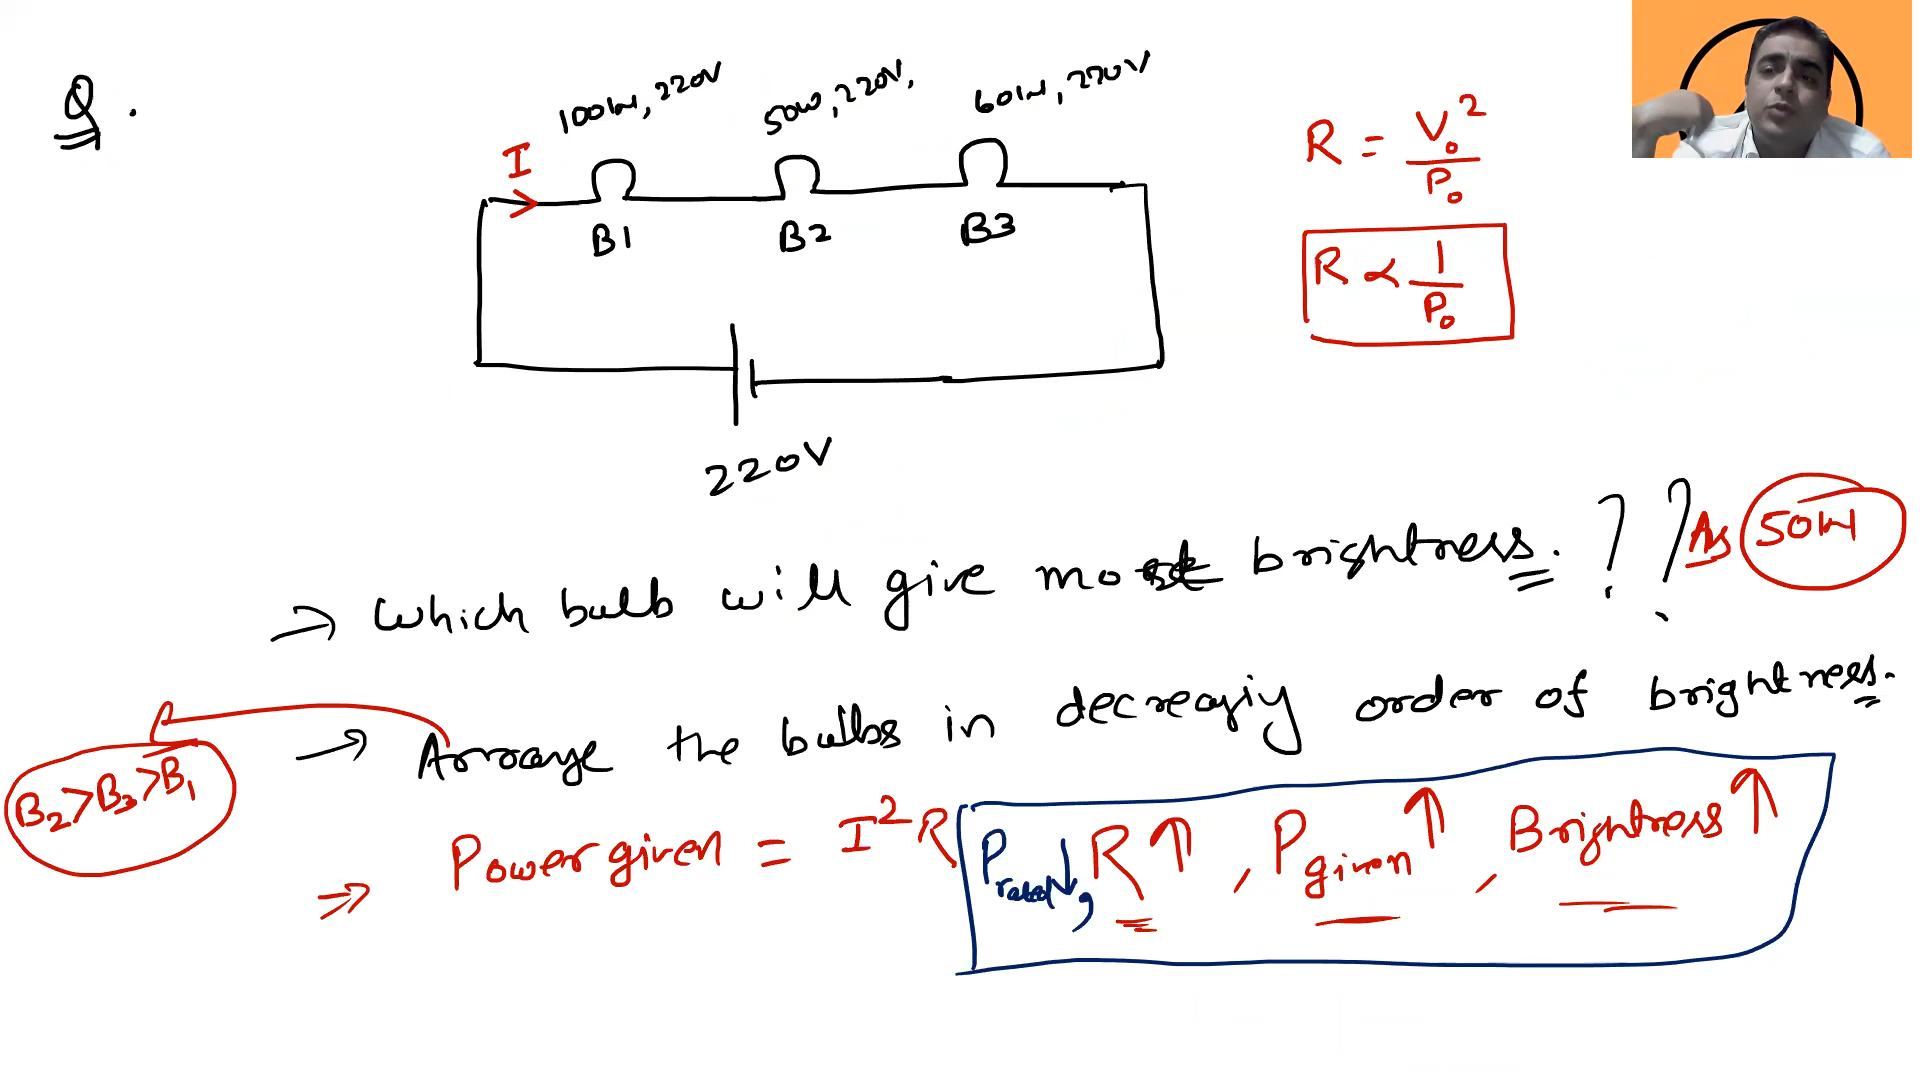 Q.
100W, 220V
50W, 220V,
60W, 220V
I
B1
B2
B3
220V
R = V₀² / P₀
R ∝ 1 / P₀
→ Which bulb will give most brightness. ??
As 50W
→ Arrange the bulbs in decreasing order of brightness.
B₂ > B₃ > B₁
⇒ Power given = I²R
P rated ↓, R ↑, P given ↑, Brightness ↑